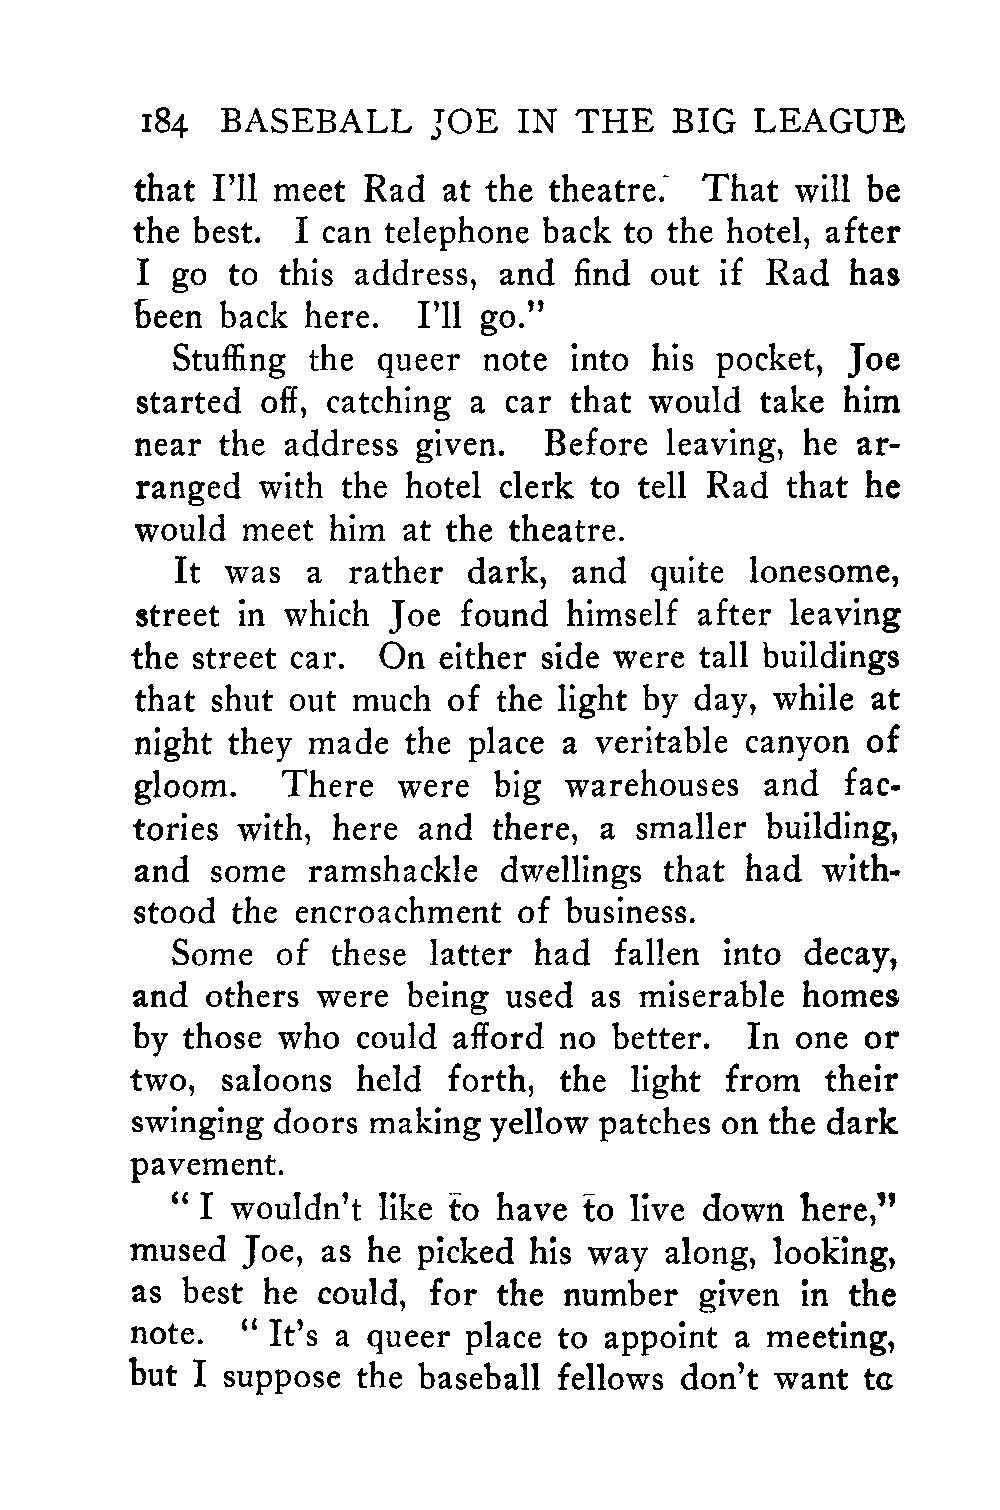 184 BASEBALL JOE IN THE BIG LEAGUE
that I'll meet Rad at the theatre. That will be
the best. I can telephone back to the hotel, after
I go to this address, and find out if Rad has
been back here. I'll go."
Stuffing the queer note into his pocket, Joe
started off, catching a car that would take him
near the address given. Before leaving, he ar-
ranged with the hotel clerk to tell Rad that he
would meet him at the theatre.
It was a rather dark, and quite lonesome,
street in which Joe found himself after leaving
the street car. On either side were tall buildings
that shut out much of the light by day, while at
night they made the place a veritable canyon of
gloom. There were big warehouses and fac-
tories with, here and there, a smaller building,
and some ramshackle dwellings that had with-
stood the encroachment of business.
Some of these latter had fallen into decay,
and others were being used as miserable homes
by those who could afford no better. In one or
two, saloons held forth, the light from their
swinging doors making yellow patches on the dark
pavement.
"I wouldn't like to have to live down here,"
mused Joe, as he picked his way along, looking,
as best he could, for the number given in the
note. "It's a queer place to appoint a meeting,
but I suppose the baseball fellows don't want to